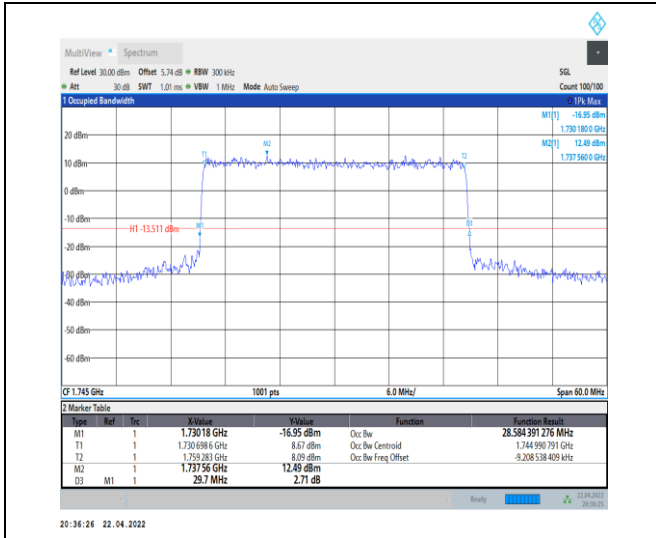 MultiView Spectrum
Ref Level 30.00 dBm Offset 5.74 dB RBW 300 kHz SGL
Att 30 dB SWT 1.01 ms VBW 1 MHz Mode Auto Sweep Count 100/100
1 Occupied Bandwidth 1Pk Max
M1[1] -16.95 dBm
1.730 180 0 GHz
M2[1] 12.49 dBm
1.737 560 0 GHz
20 dBm
M2
T1 T2
10 dBm
0 dBm
-10 dBm
M1 D3
H1 -13.511 dBm
-20 dBm
-30 dBm
-40 dBm
-50 dBm
-60 dBm
CF 1.745 GHz 1001 pts 6.0 MHz/ Span 60.0 MHz
2 Marker Table
Type Ref Trc X-Value Y-Value Function Function Result
M1 1 1.73018 GHz -16.95 dBm Occ Bw 28.584 391 276 MHz
T1 1 1.730 698 6 GHz 8.67 dBm Occ Bw Centroid 1.744 990 791 GHz
T2 1 1.759 283 GHz 8.09 dBm Occ Bw Freq Offset -9.208 538 409 kHz
M2 1 1.737 56 GHz 12.49 dBm
D3 M1 1 29.7 MHz 2.71 dB
Ready 22.04.2022
20:36:25
20:36:26 22.04.2022